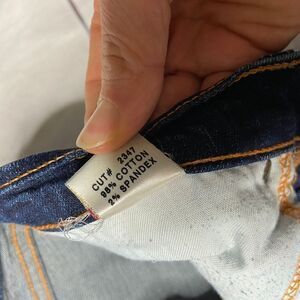 CUT# 2347
98% COTTON
2% SPANDEX